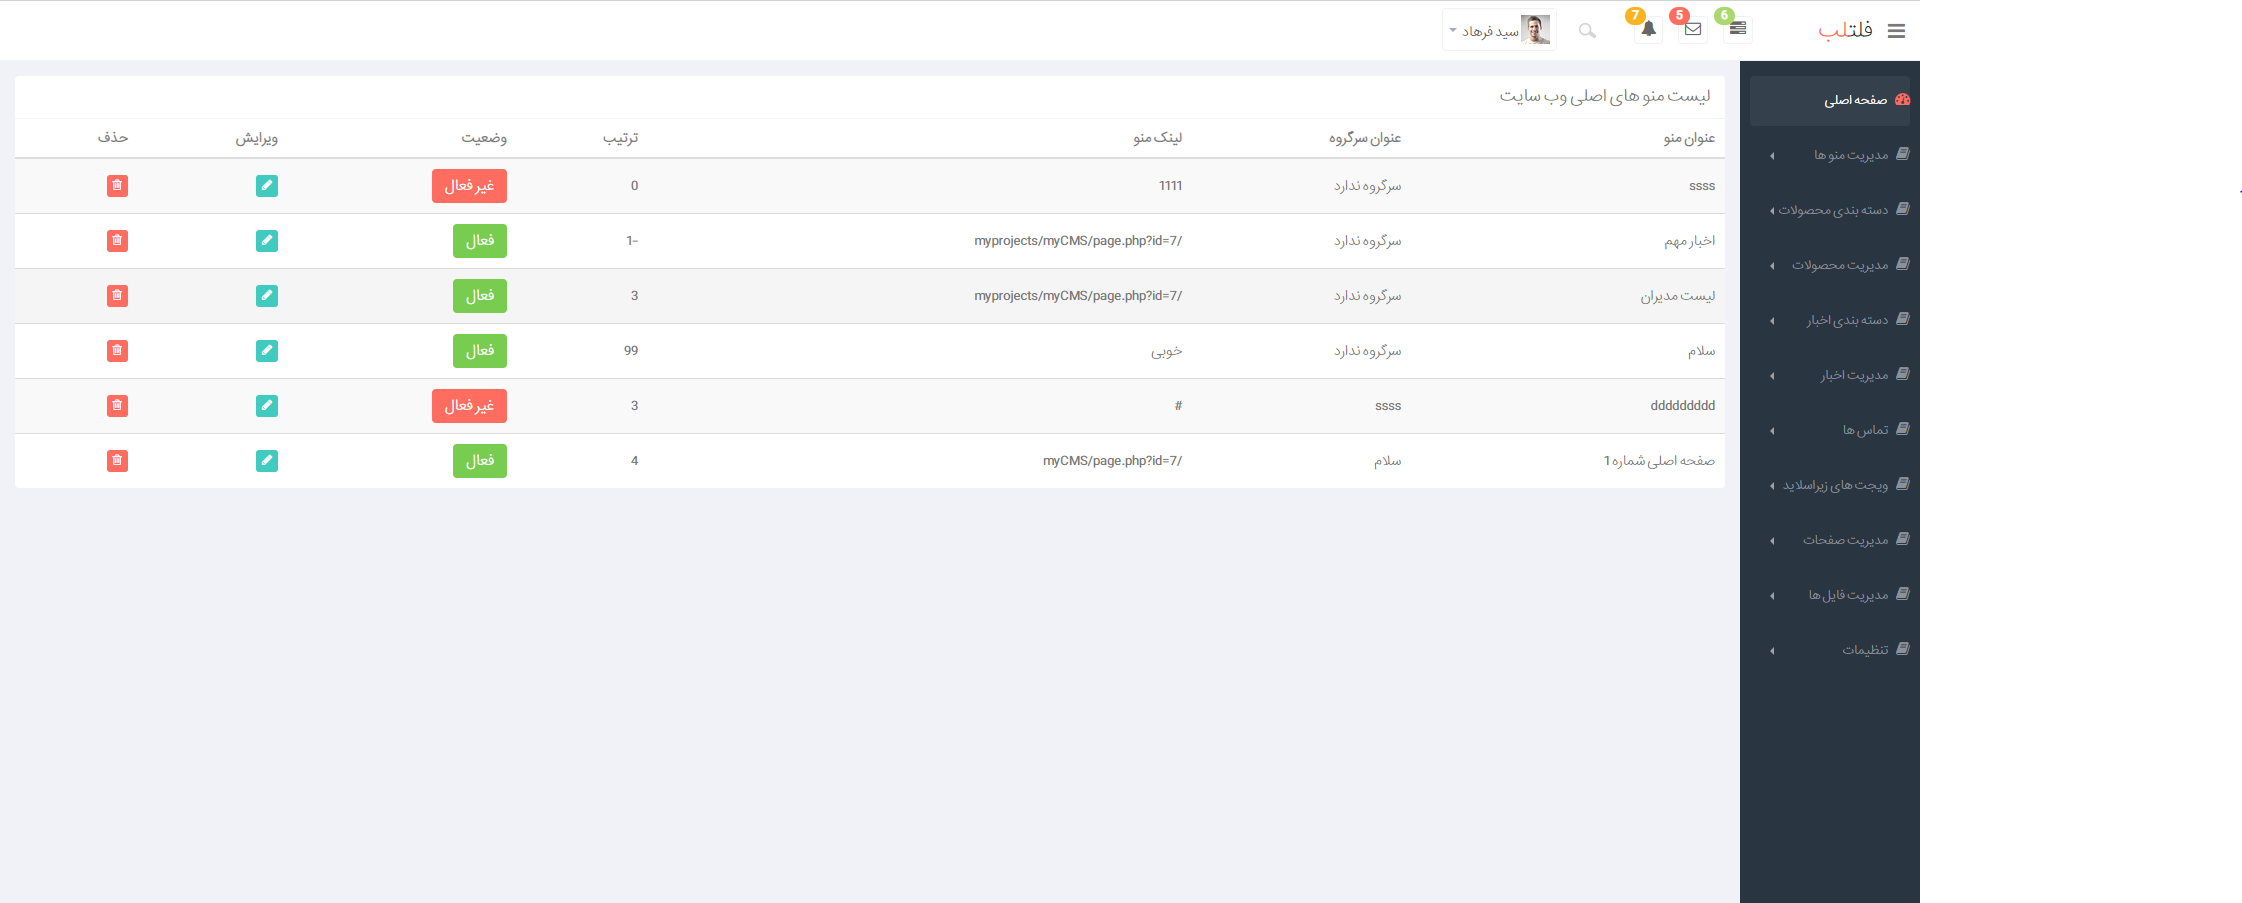 فلتلب
6
5
7
سید فرهاد
صفحه اصلی
مدیریت منو ها
دسته بندی محصولات
مدیریت محصولات
دسته بندی اخبار
مدیریت اخبار
تماس ها
ویجت های زیراسلاید
مدیریت صفحات
مدیریت فایل ها
تنظیمات
لیست منو های اصلی وب سایت
عنوان منو عنوان سرگروه لینک منو ترتیب وضعیت ویرایش حذف
ssss سرگروه ندارد 1111 0 غیر فعال
اخبار مهم سرگروه ندارد myprojects/myCMS/page.php?id=7/ 1- فعال
لیست مدیران سرگروه ندارد myprojects/myCMS/page.php?id=7/ 3 فعال
سلام سرگروه ندارد خوبی 99 فعال
ddddddddd ssss # 3 غیر فعال
صفحه اصلی شماره 1 سلام myCMS/page.php?id=7/ 4 فعال